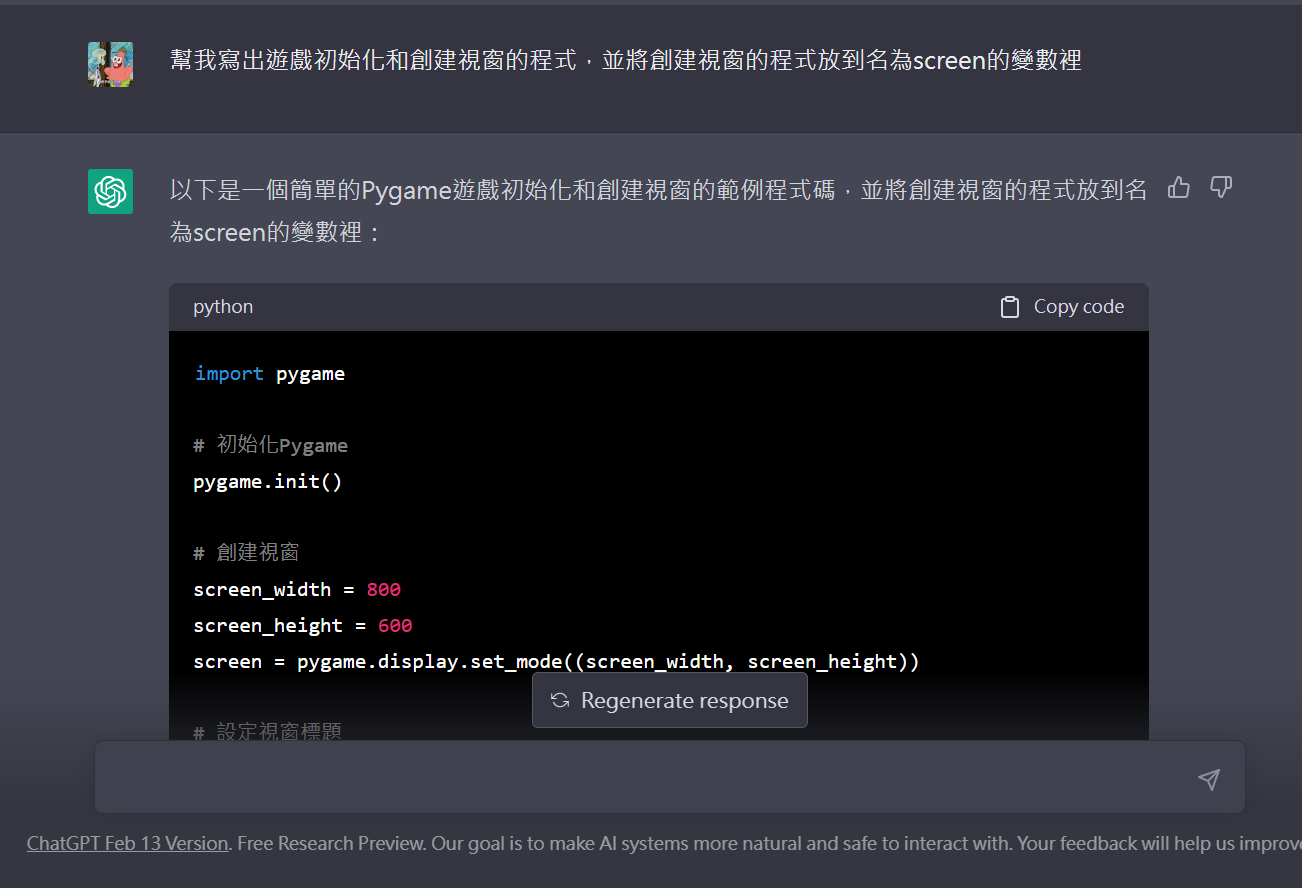 幫我寫出遊戲初始化和創建視窗的程式，並將創建視窗的程式放到名為screen的變數裡
以下是一個簡單的Pygame遊戲初始化和創建視窗的範例程式碼，並將創建視窗的程式放到名
為screen的變數裡：
python
Copy code
import pygame
# 初始化Pygame
pygame.init()
# 創建視窗
screen_width = 800
screen_height = 600
screen = pygame.display.set_mode((screen_width, screen_height))
Regenerate response
# 設定視窗標題
ChatGPT Feb 13 Version. Free Research Preview. Our goal is to make AI systems more natural and safe to interact with. Your feedback will help us improve